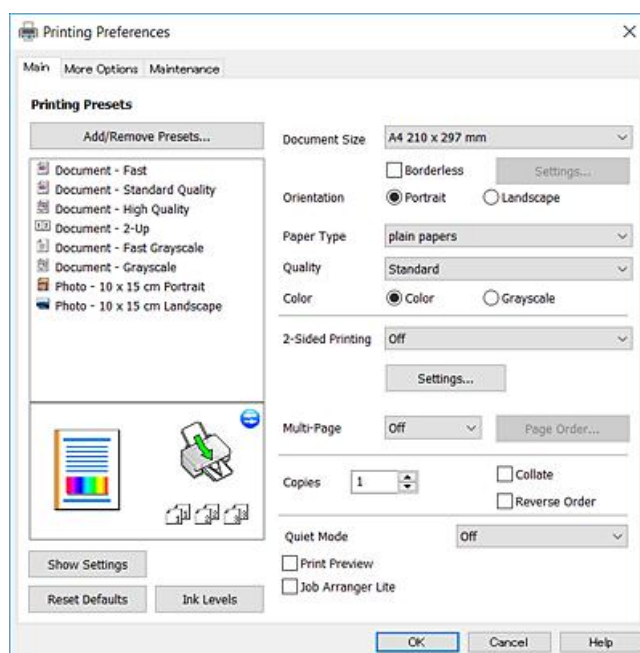 Printing Preferences
Main More Options Maintenance
Printing Presets
Add/Remove Presets...
Document - Fast
Document - Standard Quality
Document - High Quality
Document - 2-Up
Document - Fast Grayscale
Document - Grayscale
Photo - 10 x 15 cm Portrait
Photo - 10 x 15 cm Landscape
Show Settings
Reset Defaults Ink Levels
Document Size A4 210 x 297 mm
Borderless Settings...
Orientation Portrait Landscape
Paper Type plain papers
Quality Standard
Color Color Grayscale
2-Sided Printing Off
Settings...
Multi-Page Off Page Order...
Copies 1 Collate
Reverse Order
Quiet Mode Off
Print Preview
Job Arranger Lite
OK Cancel Help